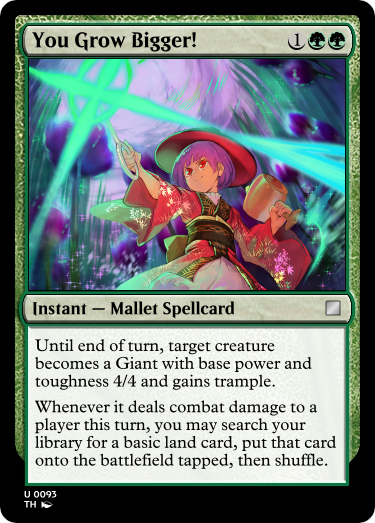 You Grow Bigger! 1
Instant — Mallet Spellcard
Until end of turn, target creature
becomes a Giant with base power and
toughness 4/4 and gains trample.
Whenever it deals combat damage to a
player this turn, you may search your
library for a basic land card, put that card
onto the battlefield tapped, then shuffle.
U 0093
TH